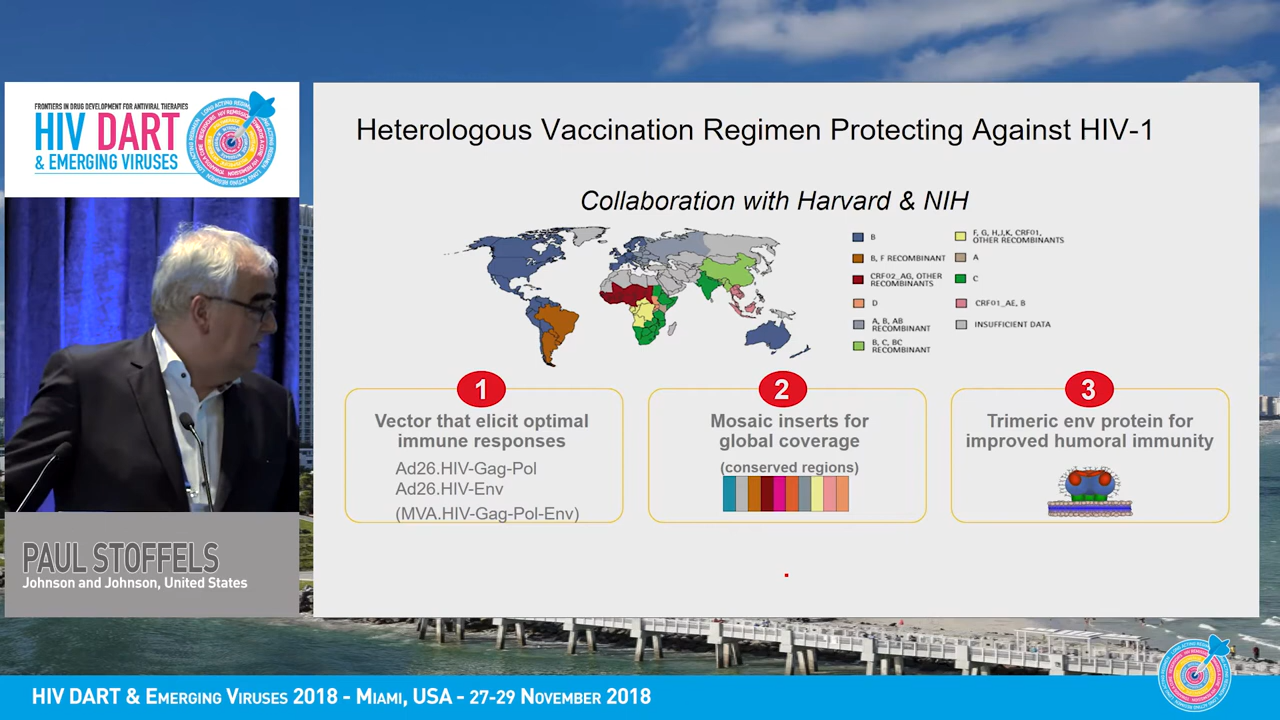 FRONTIERS IN DRUG DEVELOPMENT FOR ANTIVIRAL THERAPIES
HIV DART
& EMERGING VIRUSES
PAUL STOFFELS
Johnson and Johnson, United States
Heterologous Vaccination Regimen Protecting Against HIV-1
Collaboration with Harvard & NIH
B
B, F RECOMBINANT
CRF02_AG, OTHER
RECOMBINANTS
D
A, B, AB
RECOMBINANT
B, C, BC
RECOMBINANT
F, G, H,J,K, CRF01,
OTHER RECOMBINANTS
A
C
CRF01_AE, B
INSUFFICIENT DATA
1
Vector that elicit optimal
immune responses
Ad26.HIV-Gag-Pol
Ad26.HIV-Env
(MVA.HIV-Gag-Pol-Env)
2
Mosaic inserts for
global coverage
(conserved regions)
3
Trimeric env protein for
improved humoral immunity
HIV DART & EMERGING VIRUSES 2018 - MIAMI, USA - 27-29 NOVEMBER 2018